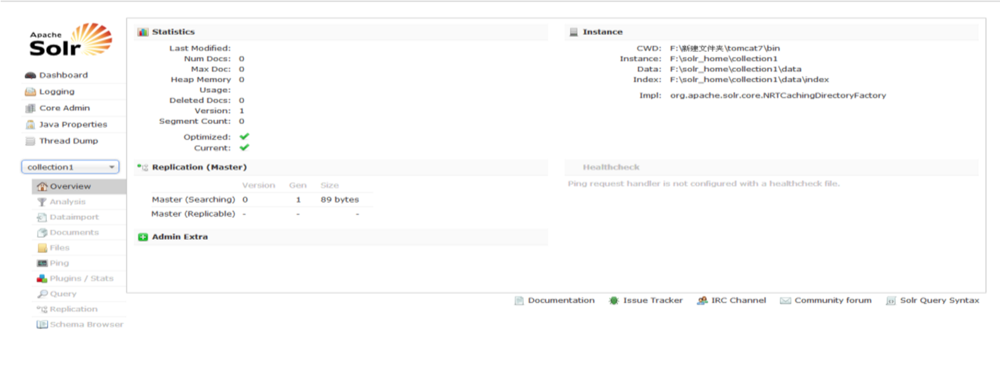 Apache
Solr
Dashboard
Logging
Core Admin
Java Properties
Thread Dump
collection1
Overview
Analysis
Dataimport
Documents
Files
Ping
Plugins / Stats
Query
Replication
Schema Browser
Statistics
Last Modified:
Num Docs: 0
Max Doc: 0
Heap Memory 0
Usage:
Deleted Docs: 0
Version: 1
Segment Count: 0
Optimized:
Current:
Instance
CWD: F:\新建文件夹\tomcat7\bin
Instance: F:\solr_home\collection1
Data: F:\solr_home\collection1\data
Index: F:\solr_home\collection1\data\index
Impl: org.apache.solr.core.NRTCachingDirectoryFactory
Replication (Master)
Version Gen Size
Master (Searching) 0 1 89 bytes
Master (Replicable) - - -
Healthcheck
Ping request handler is not configured with a healthcheck file.
Admin Extra
Documentation Issue Tracker IRC Channel Community forum Solr Query Syntax